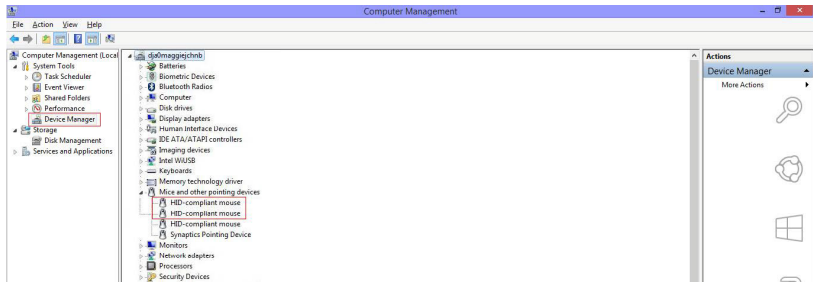 Computer Management
File Action View Help
Computer Management (Local
System Tools
Task Scheduler
Event Viewer
Shared Folders
Performance
Device Manager
Storage
Disk Management
Services and Applications
dja0maggiejchnb
Batteries
Biometric Devices
Bluetooth Radios
Computer
Disk drives
Display adapters
Human Interface Devices
IDE ATA/ATAPI controllers
Imaging devices
Intel WiUSB
Keyboards
Memory technology driver
Mice and other pointing devices
HID-compliant mouse
HID-compliant mouse
HID-compliant mouse
Synaptics Pointing Device
Monitors
Network adapters
Processors
Security Devices
Actions
Device Manager
More Actions